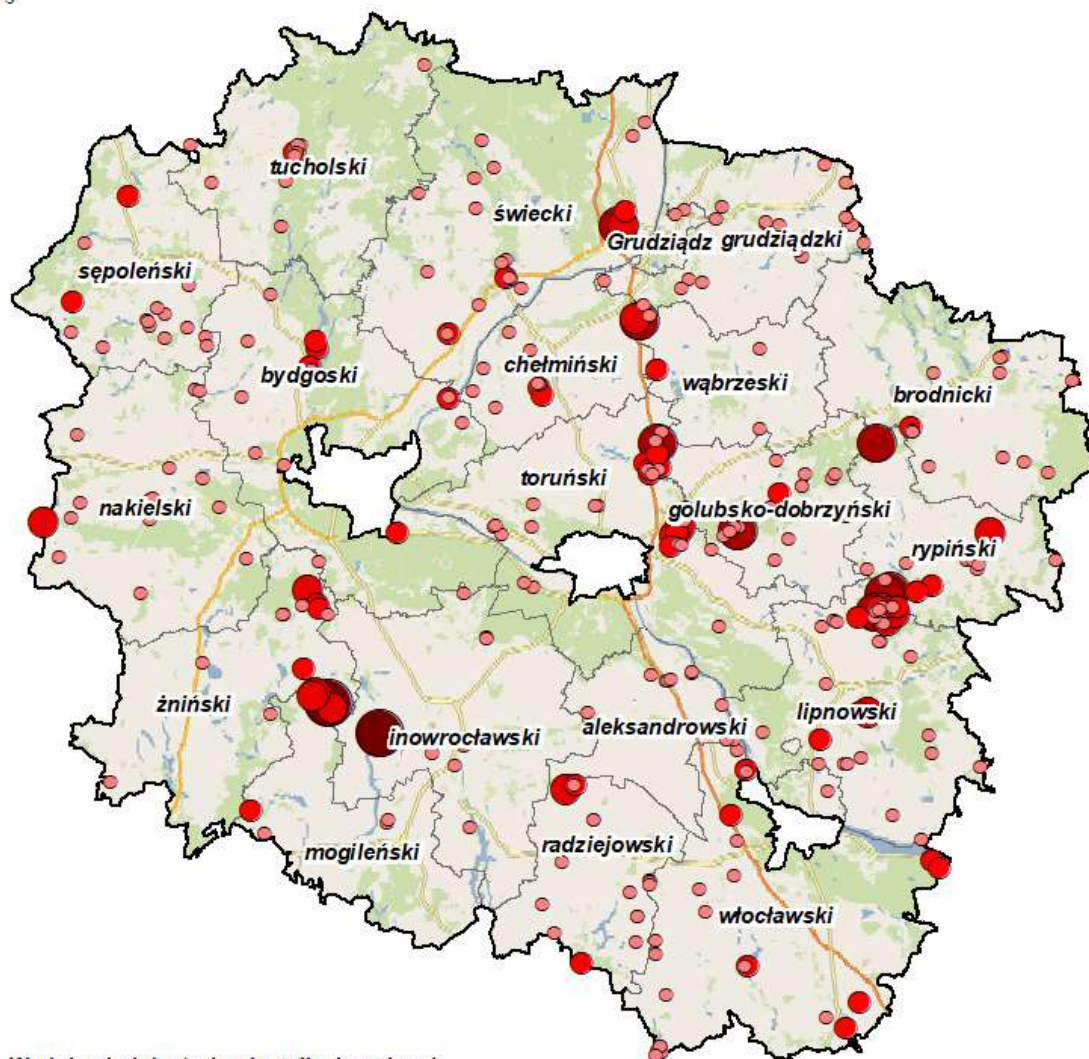 tucholski
świecki
Grudziądz grudziądzki
sępoleński
bydgoski
chełmiński
wąbrzeski
brodnicki
toruński
nakielski
golubsko-dobrzyński
rypiński
żniński
aleksandrowski
lipnowski
inowrocławski
radziejowski
mogileński
włocławski